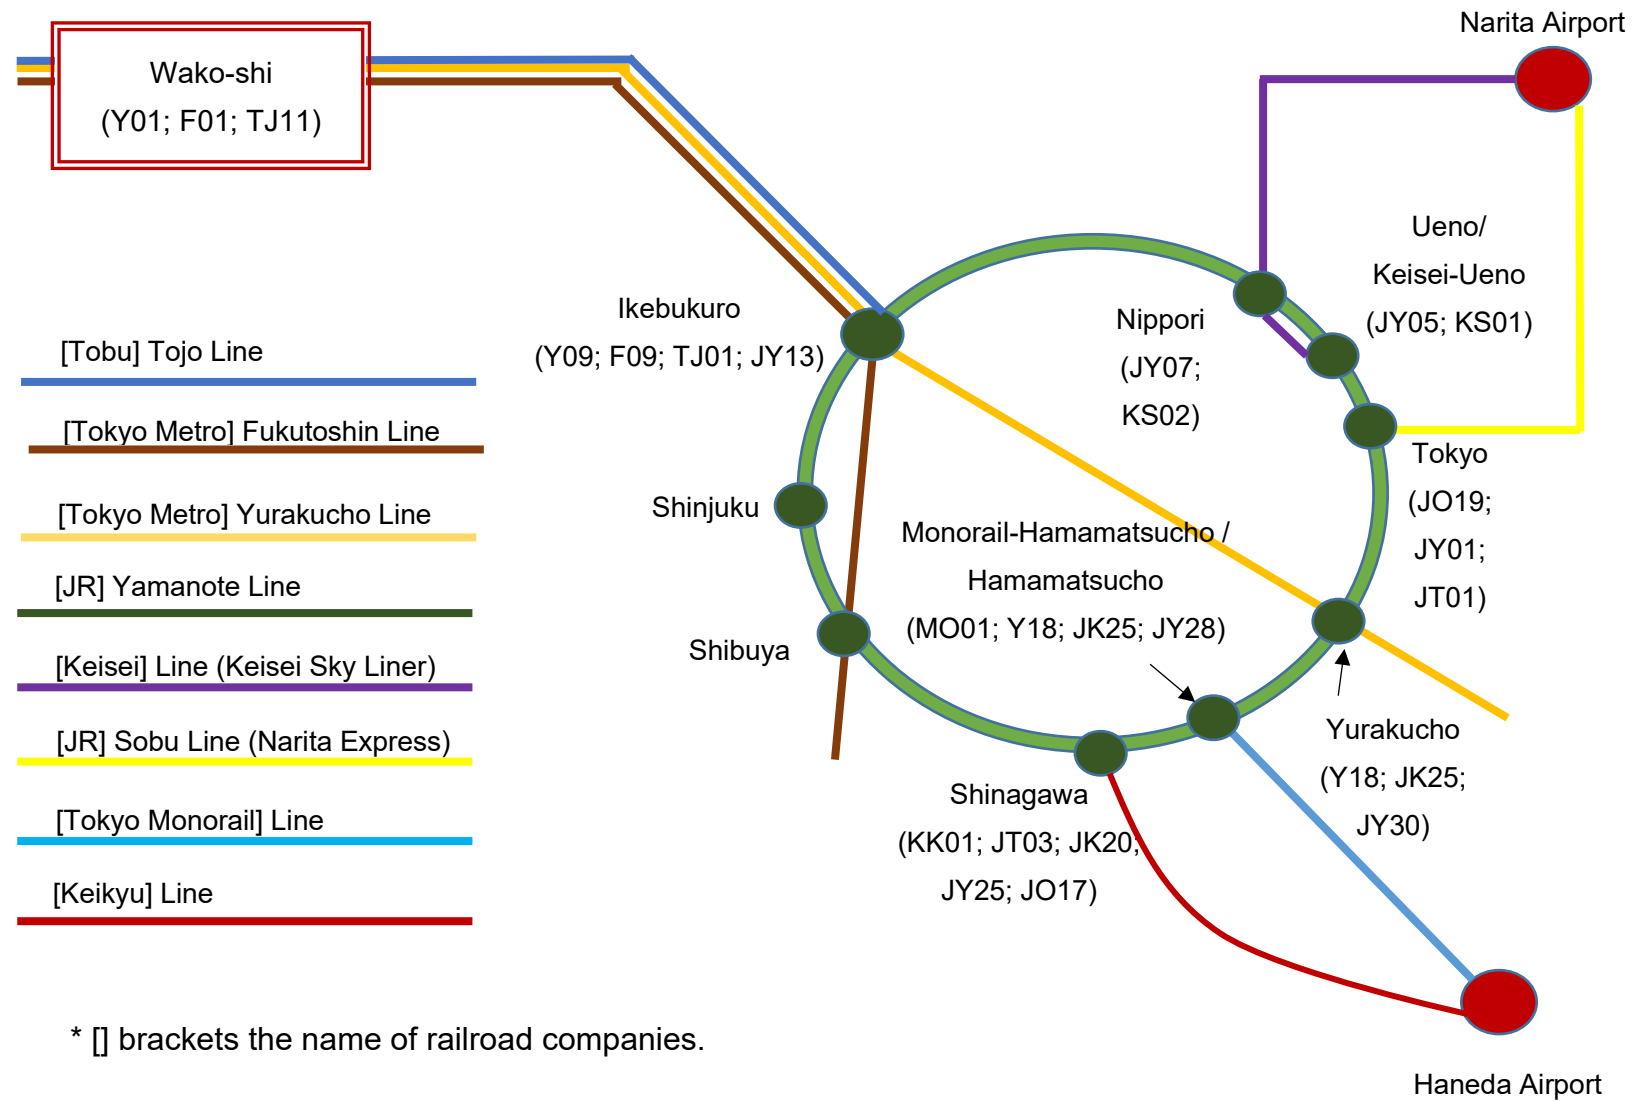 Narita Airport
Wako-shi
(Y01; F01; TJ11)
Ueno/
Keisei-Ueno
(JY05; KS01)
Ikebukuro
(Y09; F09; TJ01; JY13)
Nippori
(JY07;
KS02)
[Tobu] Tojo Line
[Tokyo Metro] Fukutoshin Line
[Tokyo Metro] Yurakucho Line
[JR] Yamanote Line
[Keisei] Line (Keisei Sky Liner)
[JR] Sobu Line (Narita Express)
[Tokyo Monorail] Line
[Keikyu] Line
Tokyo
(JO19;
JY01;
JT01)
Shinjuku
Monorail-Hamamatsucho /
Hamamatsucho
(MO01; Y18; JK25; JY28)
Shibuya
Yurakucho
(Y18; JK25;
JY30)
Shinagawa
(KK01; JT03; JK20;
JY25; JO17)
* [] brackets the name of railroad companies.
Haneda Airport